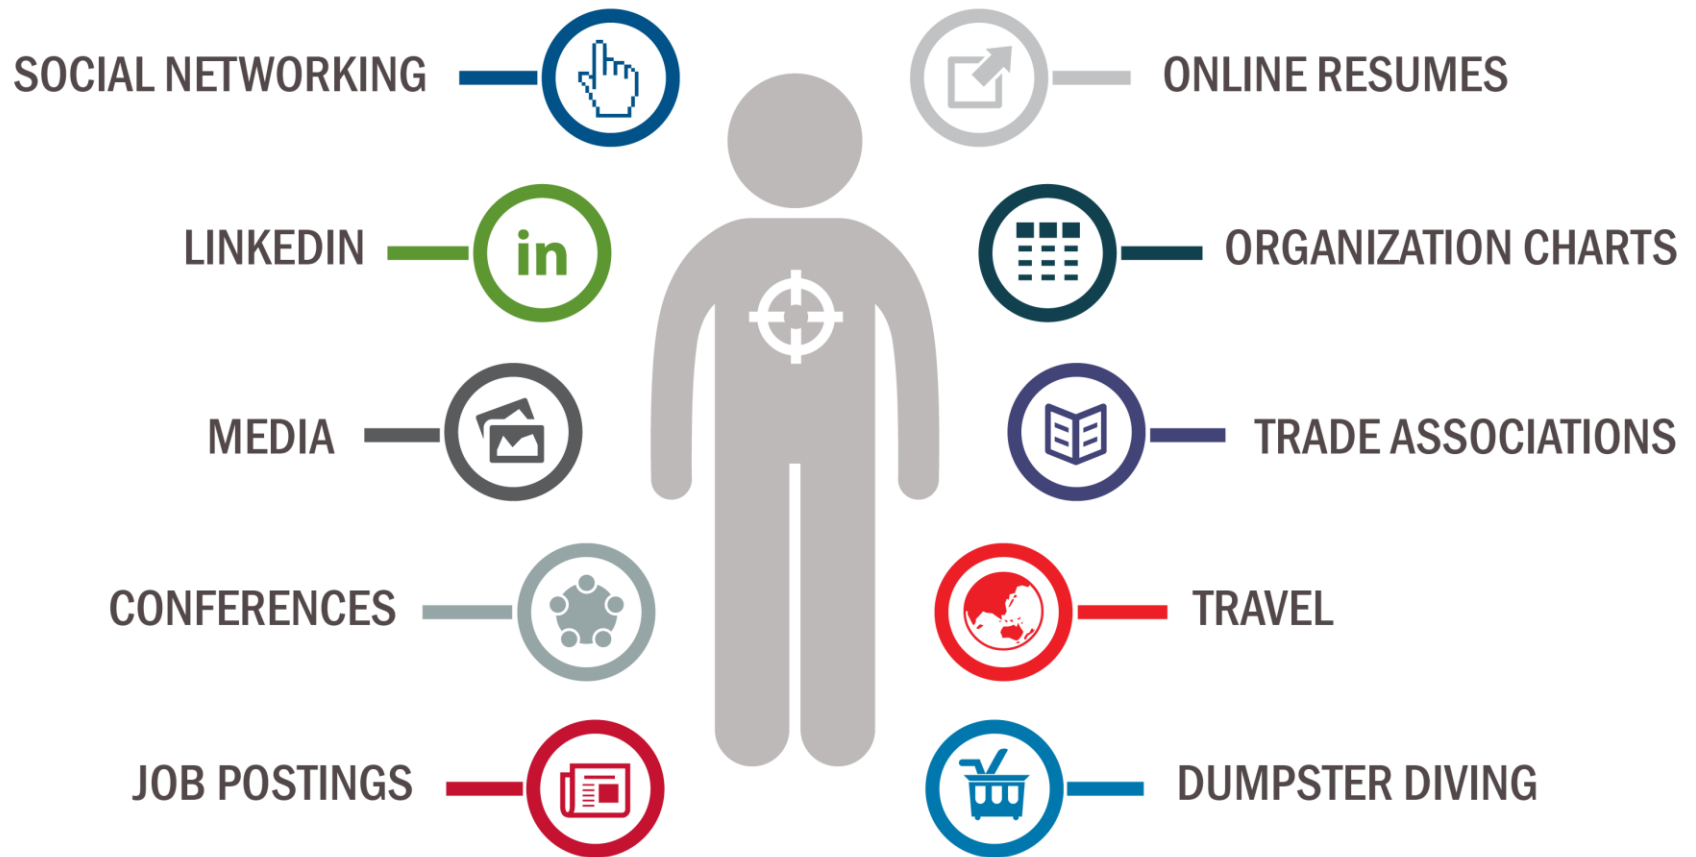 SOCIAL NETWORKING
ONLINE RESUMES
LINKEDIN
in
ORGANIZATION CHARTS
MEDIA
TRADE ASSOCIATIONS
CONFERENCES
TRAVEL
JOB POSTINGS
DUMPSTER DIVING